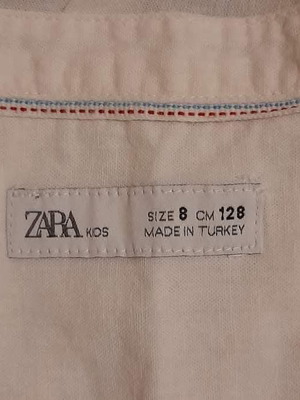 ZARA KIDS
SIZE 8 CM 128
MADE IN TURKEY